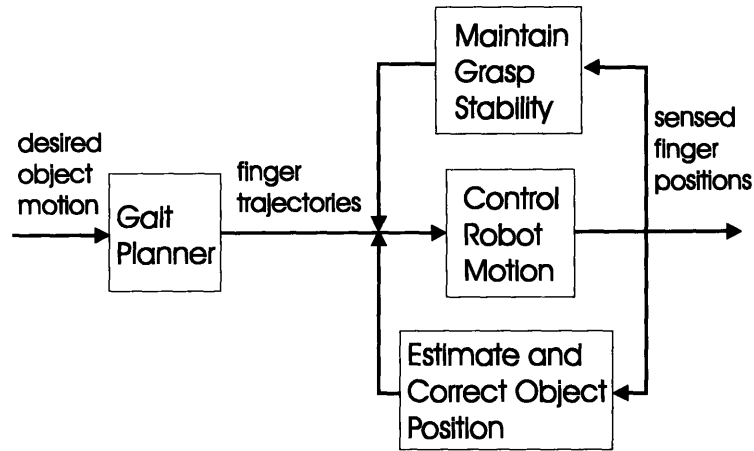 desired
object
motion
Gait
Planner
finger
trajectories
Maintain
Grasp
Stability
Control
Robot
Motion
Estimate and
Correct Object
Position
sensed
finger
positions